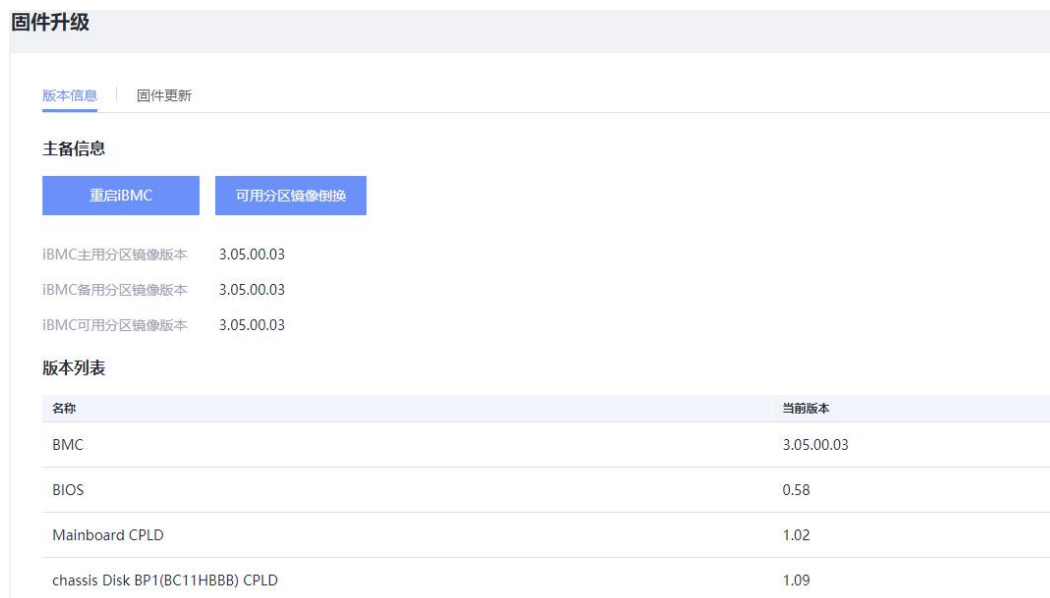 固件升级
版本信息 固件更新
主备信息
重启iBMC 可用分区镜像倒换
iBMC主用分区镜像版本 3.05.00.03
iBMC备用分区镜像版本 3.05.00.03
iBMC可用分区镜像版本 3.05.00.03
版本列表
名称 当前版本
BMC 3.05.00.03
BIOS 0.58
Mainboard CPLD 1.02
chassis Disk BP1(BC11HBBB) CPLD 1.09